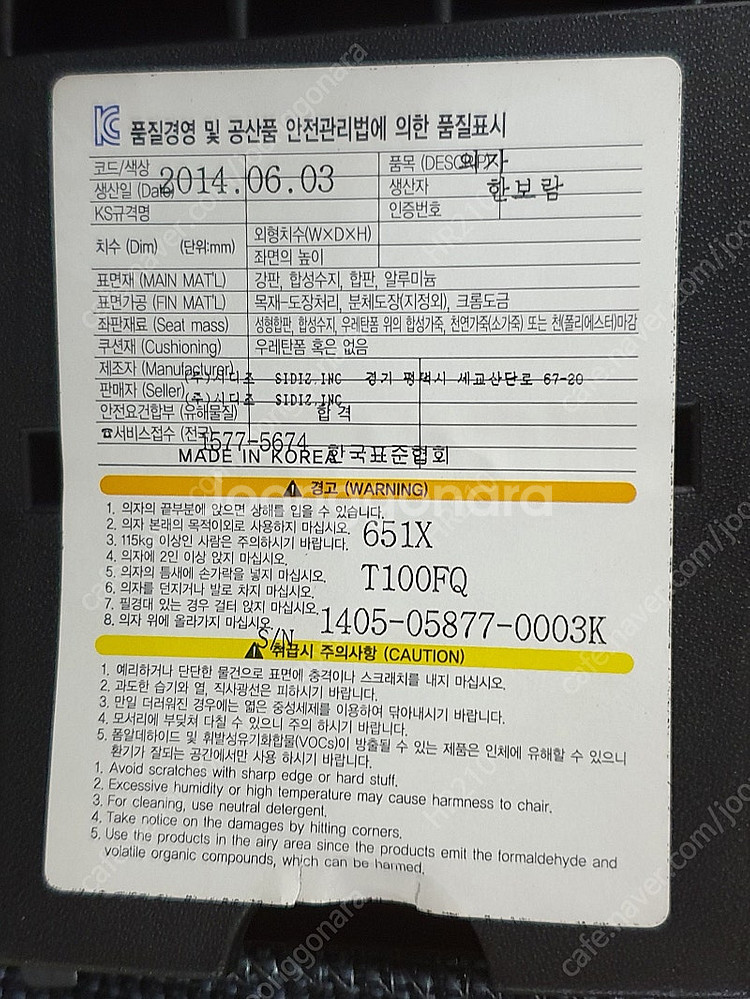 KC 품질경영 및 공산품 안전관리법에 의한 품질표시
코드/색상 품목 (DESCRIPT) 의자
생산일 (Date) 2014.06.03 생산자 한보람
KS규격명 인증번호
치수 (Dim) (단위:mm) 외형치수(W×D×H)
좌면의 높이
표면재 (MAIN MAT'L) 강판, 합성수지, 합판, 알루미늄
표면가공 (FIN MAT'L) 목재-도장처리, 분체도장(지정외), 크롬도금
좌판재료 (Seat mass) 성형합판, 합성수지, 우레탄폼 위의 합성가죽, 천연가죽(소가죽) 또는 천(폴리에스터)마감
쿠션재 (Cushioning) 우레탄폼 혹은 없음
제조자 (Manufacturer) (주)시디즈 SIDIZ.INC 경기 평택시 세교산단로 67-20
판매자 (Seller) (주)시디즈 SIDIZ.INC
안전요건합부 (유해물질) 합 격
☎서비스접수 (전국) 1577-5674
MADE IN KOREA 한국표준협회
경고 (WARNING)
1. 의자의 끝부분에 앉으면 상해를 입을 수 있습니다.
2. 의자 본래의 목적이외로 사용하지 마십시오.
3. 115kg 이상인 사람은 주의하시기 바랍니다.
651X
4. 의자에 2인 이상 앉지 마십시오.
5. 의자의 틈새에 손가락을 넣지 마십시오.
T100FQ
6. 의자를 던지거나 발로 차지 마십시오.
7. 필경대 있는 경우 걸터 앉지 마십시오.
8. 의자 위에 올라가지 마십시오.
S/N 1405-05877-0003K
취급시 주의사항 (CAUTION)
1. 예리하거나 단단한 물건으로 표면에 충격이나 스크래치를 내지 마십시오.
2. 과도한 습기와 열, 직사광선은 피하시기 바랍니다.
3. 만일 더러워진 경우에는 엷은 중성세제를 이용하여 닦아내시기 바랍니다.
4. 모서리에 부딪쳐 다칠 수 있으니 주의 하시기 바랍니다.
5. 폼알데하이드 및 휘발성유기화합물(VOCs)이 방출될 수 있는 제품은 인체에 유해할 수 있으니
환기가 잘되는 공간에서만 사용 하시기 바랍니다.
1. Avoid scratches with sharp edge or hard stuff.
2. Excessive humidity or high temperature may cause harmness to chair.
3. For cleaning, use neutral detergent.
4. Take notice on the damages by hitting corners.
5. Use the products in the airy area since the products emit the formaldehyde and
volatile organic compounds, which can be harmed.
joonggonara
cafe.naver.com/joonggonara